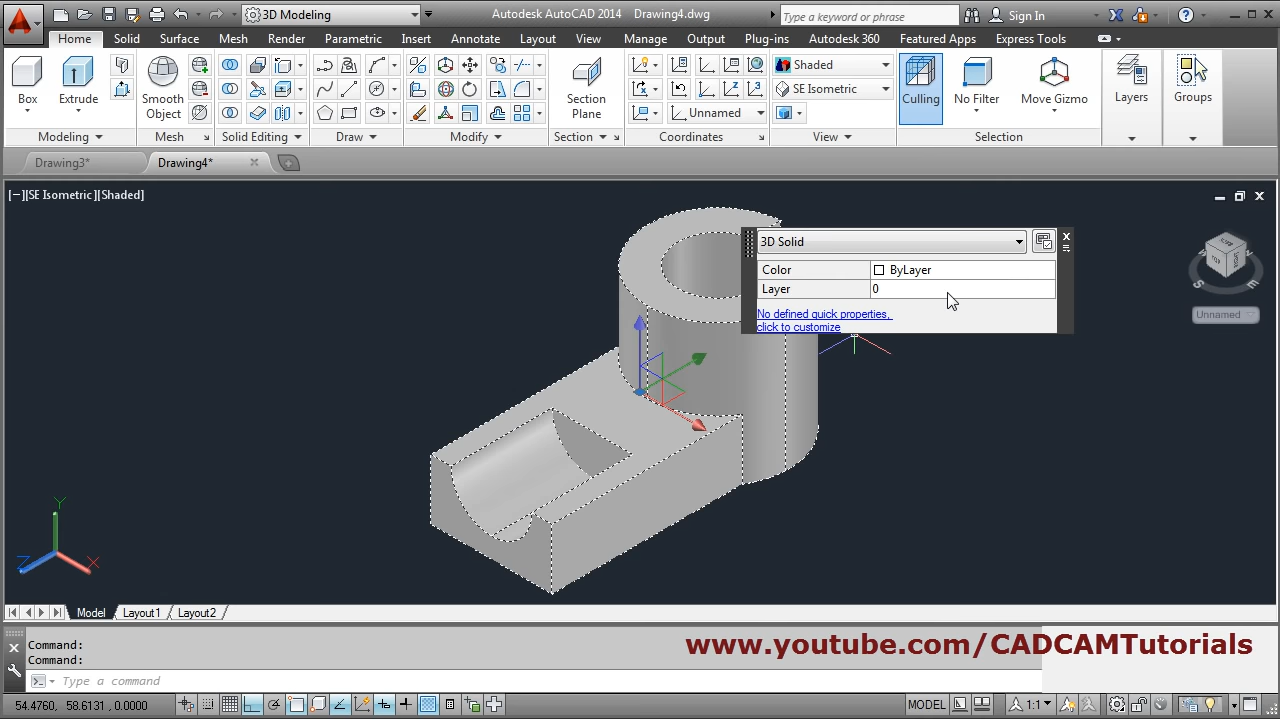 3D Modeling
Autodesk AutoCAD 2014 Drawing4.dwg
Type a keyword or phrase
Sign In
Home Solid Surface Mesh Render Parametric Insert Annotate Layout View Manage Output Plug-ins Autodesk 360 Featured Apps Express Tools
Box
Extrude
Smooth
Object
Section
Plane
Shaded
SE Isometric
Unnamed
Culling
No Filter
Move Gizmo
Layers
Groups
Modeling
Mesh
Solid Editing
Draw
Modify
Section
Coordinates
View
Selection
Drawing3*
Drawing4*
[−][SE Isometric][Shaded]
3D Solid
Color ByLayer
Layer 0
No defined quick properties,
click to customize
Unnamed
Y
Z
X
Model Layout1 Layout2
Command:
Command:
Type a command
www.youtube.com/CADCAMTutorials
54.4760, 58.6131, 0.0000
MODEL
1:1